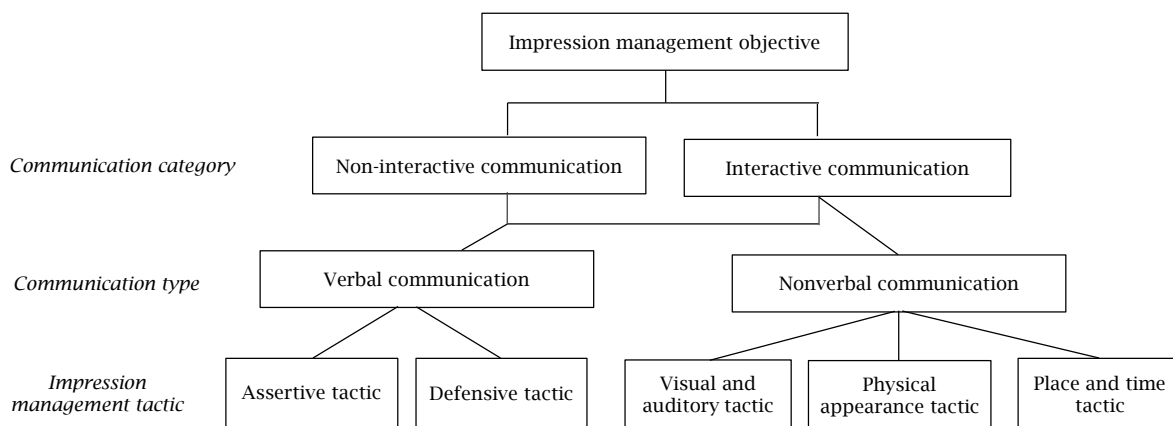 Impression management objective
Communication category
Non-interactive communication
Interactive communication
Communication type
Verbal communication
Nonverbal communication
Impression
management tactic
Assertive tactic
Defensive tactic
Visual and
auditory tactic
Physical
appearance tactic
Place and time
tactic